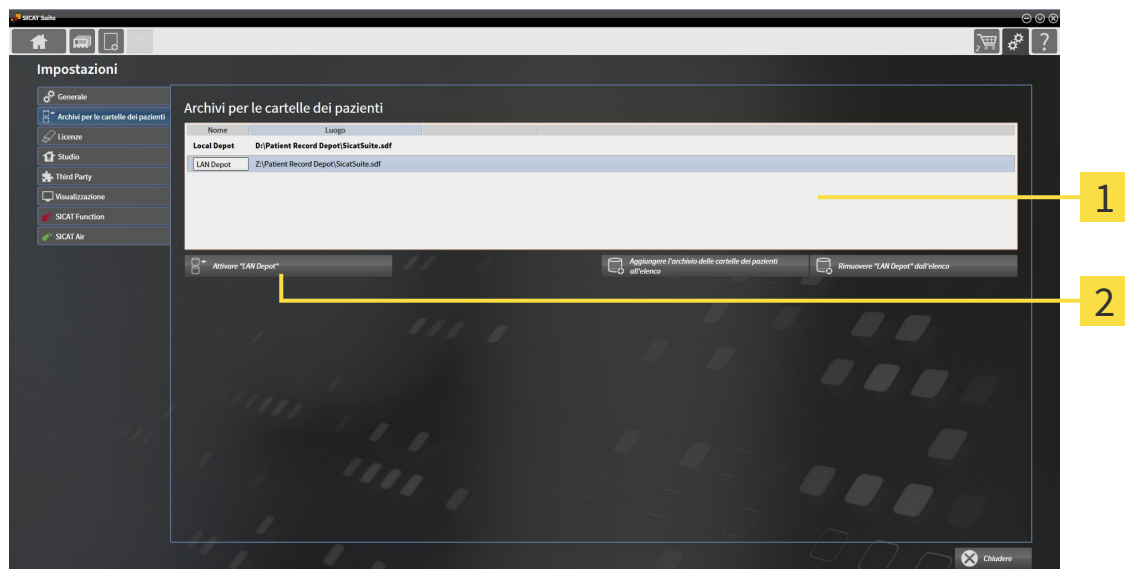 SICAT Suite
2
?
Impostazioni
Generale
Archivi per le cartelle dei pazienti
Licenze
Studio
Third Party
Visualizzazione
SICAT Function
SICAT Air
Archivi per le cartelle dei pazienti
Nome Luogo
Local Depot D:\Patient Record Depot\SicatSuite.sdf
LAN Depot Z:\Patient Record Depot\SicatSuite.sdf
Attivare "LAN Depot"
Aggiungere l'archivio delle cartelle dei pazienti
all'elenco
Rimuovere "LAN Depot" dall'elenco
Chiudere
1
2